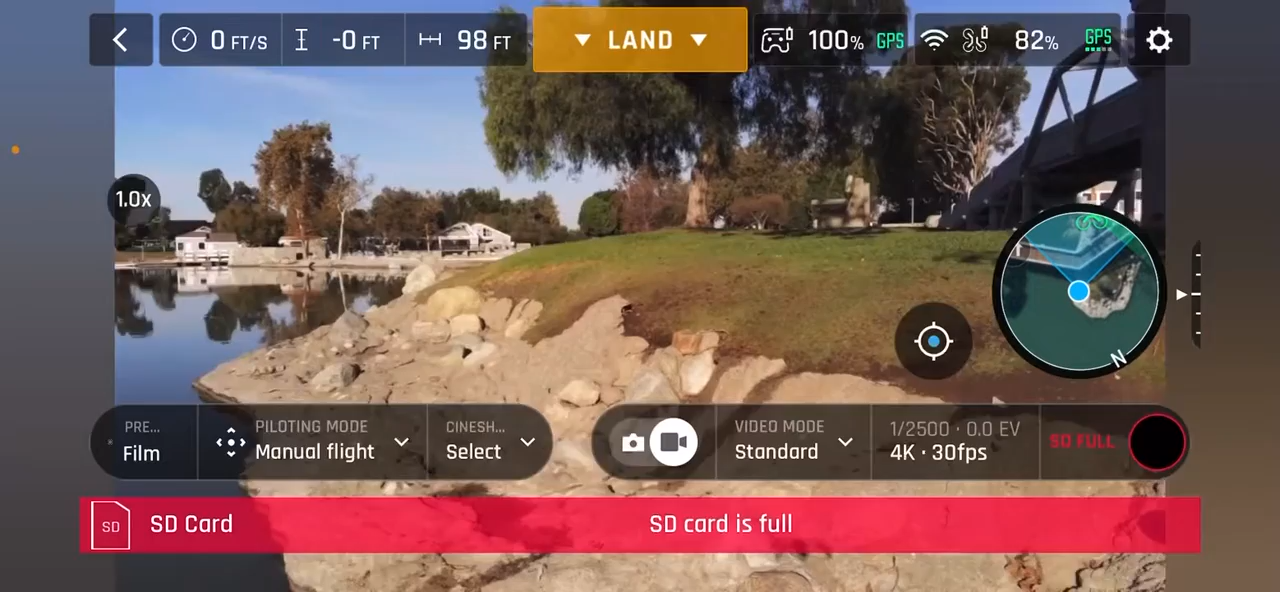 0 FT/S
-0 FT
98 FT
LAND
100%
GPS
82%
GPS
1.0x
N
PRE...
Film
PILOTING MODE
Manual flight
CINESH...
Select
VIDEO MODE
Standard
1/2500 · 0.0 EV
4K · 30fps
SD FULL
SD
SD Card
SD card is full